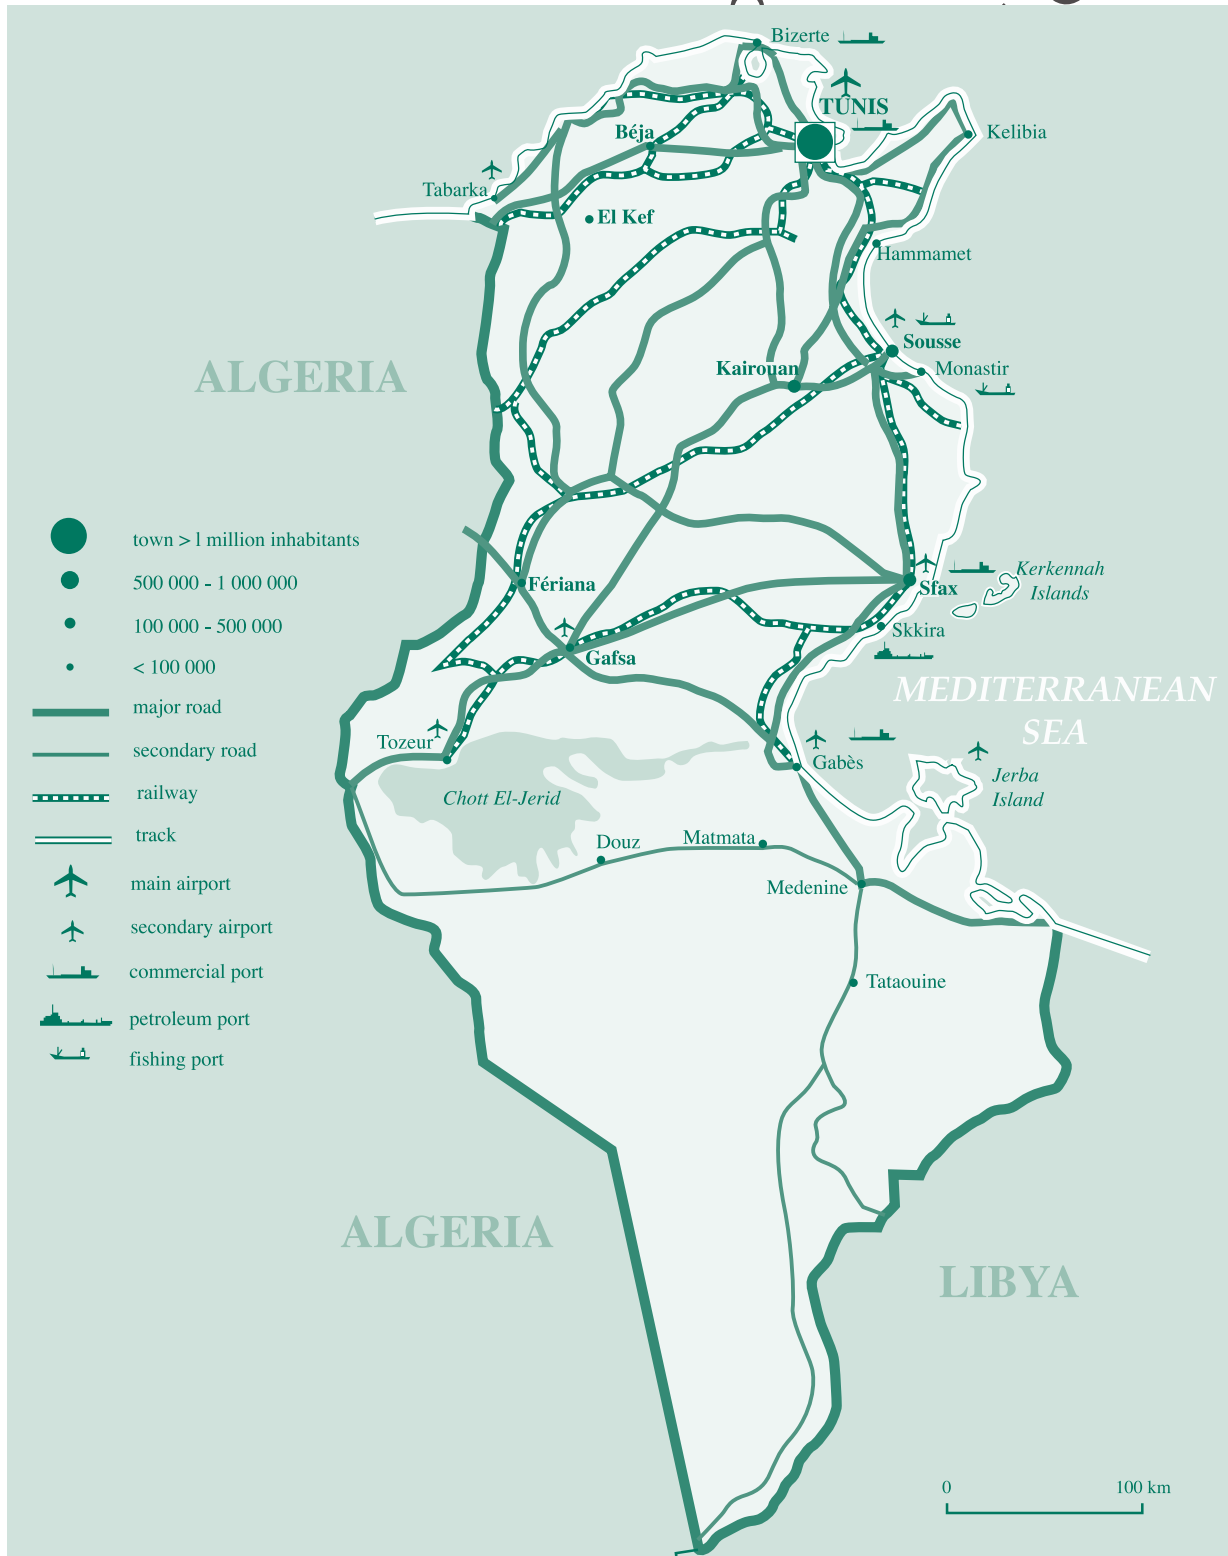 Bizerte
TUNIS
Kelibia
Béja
Tabarka
El Kef
Hammamet
Sousse
Monastir
Kairouan
ALGERIA
town > l million inhabitants
500 000 - 1 000 000
100 000 - 500 000
< 100 000
major road
secondary road
railway
track
main airport
secondary airport
commercial port
petroleum port
fishing port
Fériana
Gafsa
Sfax
Kerkennah
Islands
Skkira
MEDITERRANEAN
SEA
Tozeur
Gabès
Jerba
Island
Chott El-Jerid
Douz
Matmata
Medenine
Tataouine
ALGERIA
LIBYA
0
100 km